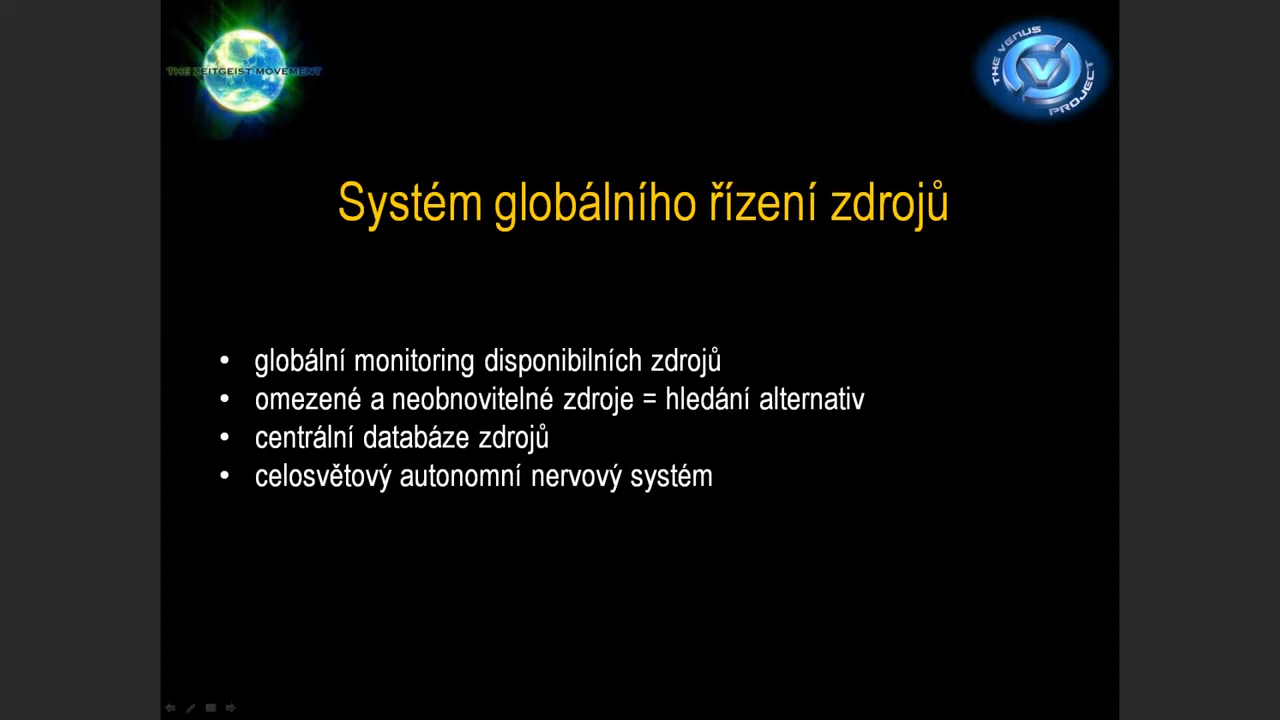 THE ZEITGEIST MOVEMENT
THE VENUS PROJECT
V
Systém globálního řízení zdrojů
• globální monitoring disponibilních zdrojů
• omezené a neobnovitelné zdroje = hledání alternativ
• centrální databáze zdrojů
• celosvětový autonomní nervový systém